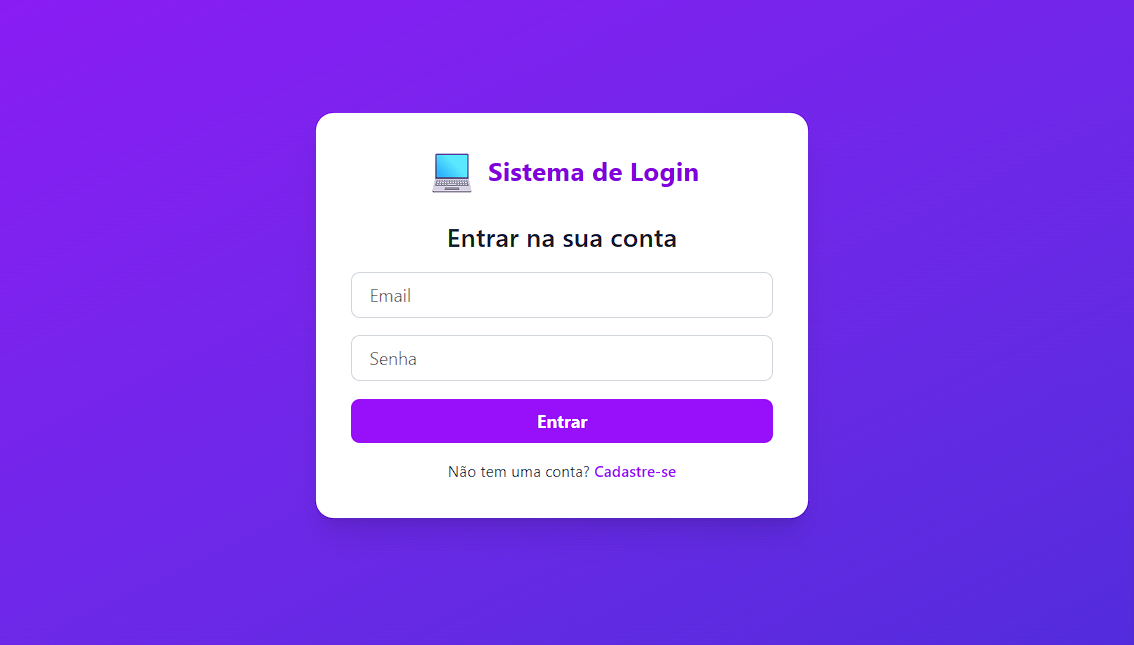 Sistema de Login
Entrar na sua conta
Email
Senha
Entrar
Não tem uma conta? Cadastre-se